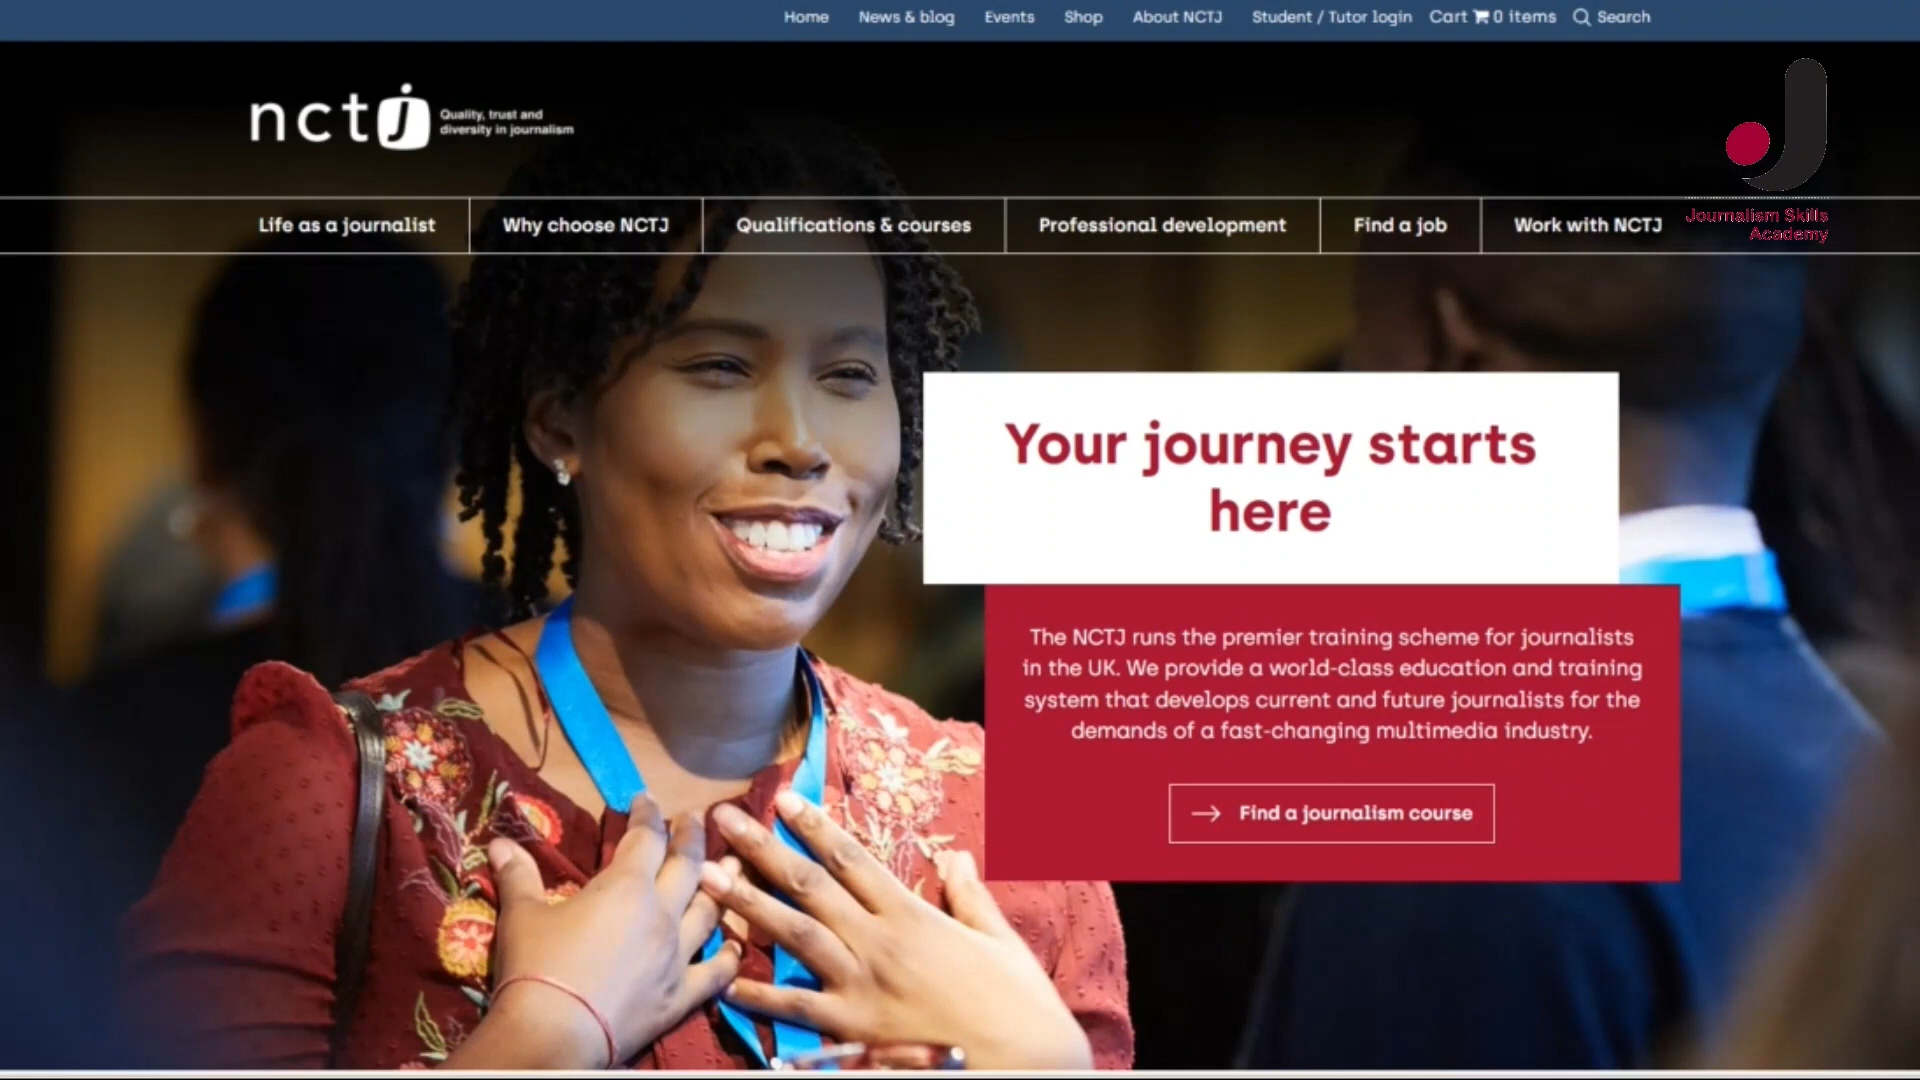 Home News & blog Events Shop About NCTJ Student / Tutor login Cart 0 items Search
nctj
Quality, trust and
diversity in journalism
Life as a journalist Why choose NCTJ Qualifications & courses Professional development Find a job Work with NCTJ
Journalism Skills
Academy
Your journey starts
here
The NCTJ runs the premier training scheme for journalists
in the UK. We provide a world-class education and training
system that develops current and future journalists for the
demands of a fast-changing multimedia industry.
Find a journalism course